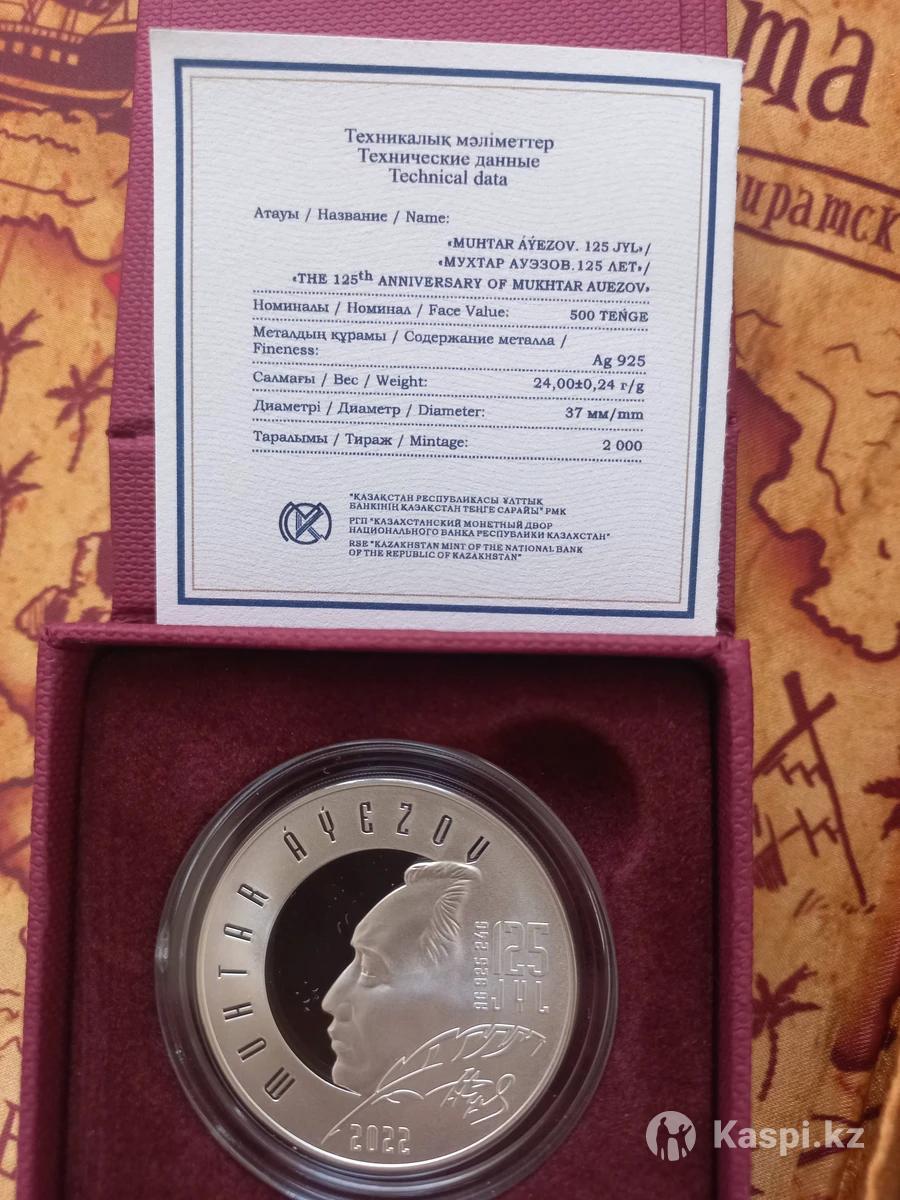 та
ират­ск
Техникалық мәліметтер
Технические данные
Technical data
Атауы / Название / Name:
«MUHTAR ÁÝEZOV. 125 JYL»/
«МУХТАР АУЭЗОВ.125 ЛЕТ»/
«THE 125th ANNIVERSARY OF MUKHTAR AUEZOV»
Номиналы / Номинал / Face Value: 500 TEŃGE
Металдың құрамы / Содержание металла /
Fineness: Ag 925
Салмағы / Вес / Weight: 24,00±0,24 г/g
Диаметрі / Диаметр / Diameter: 37 мм/mm
Таралымы / Тираж / Mintage: 2 000
"ҚАЗАҚСТАН РЕСПУБЛИКАСЫ ҰЛТТЫҚ
БАНКІНІҢ ҚАЗАҚСТАН ТЕҢГЕ САРАЙЫ" РМК
РГП "КАЗАХСТАНСКИЙ МОНЕТНЫЙ ДВОР
НАЦИОНАЛЬНОГО БАНКА РЕСПУБЛИКИ КАЗАХСТАН"
RSE "KAZAKHSTAN MINT OF THE NATIONAL BANK
OF THE REPUBLIC OF KAZAKHSTAN"
MUHTAR ÁÝEZOV
AG 925 24G
125
JYL
2022
Kaspi.kz